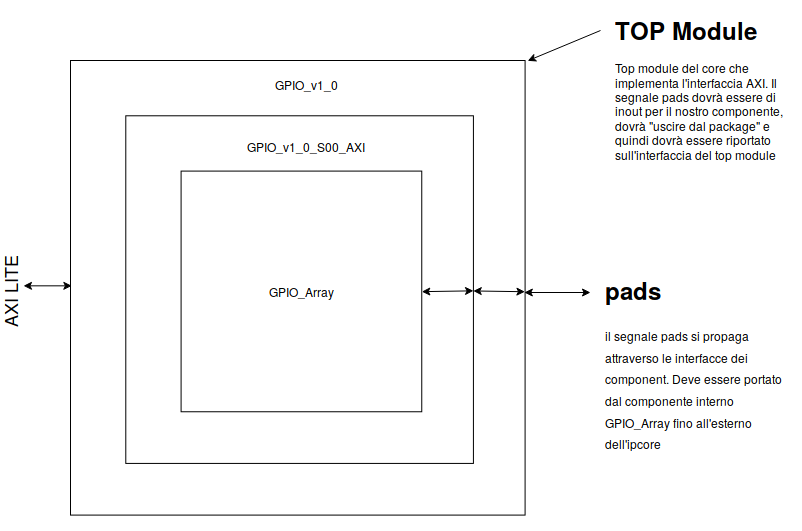 TOP Module
Top module del core che
implementa l'interfaccia AXI. Il
segnale pads dovrà essere di
inout per il nostro componente,
dovrà "uscire dal package" e
quindi dovrà essere riportato
sull'interfaccia del top module
GPIO_v1_0
GPIO_v1_0_S00_AXI
GPIO_Array
AXI LITE
pads
il segnale pads si propaga
attraverso le interfacce dei
component. Deve essere portato
dal componente interno
GPIO_Array fino all'esterno
dell'ipcore